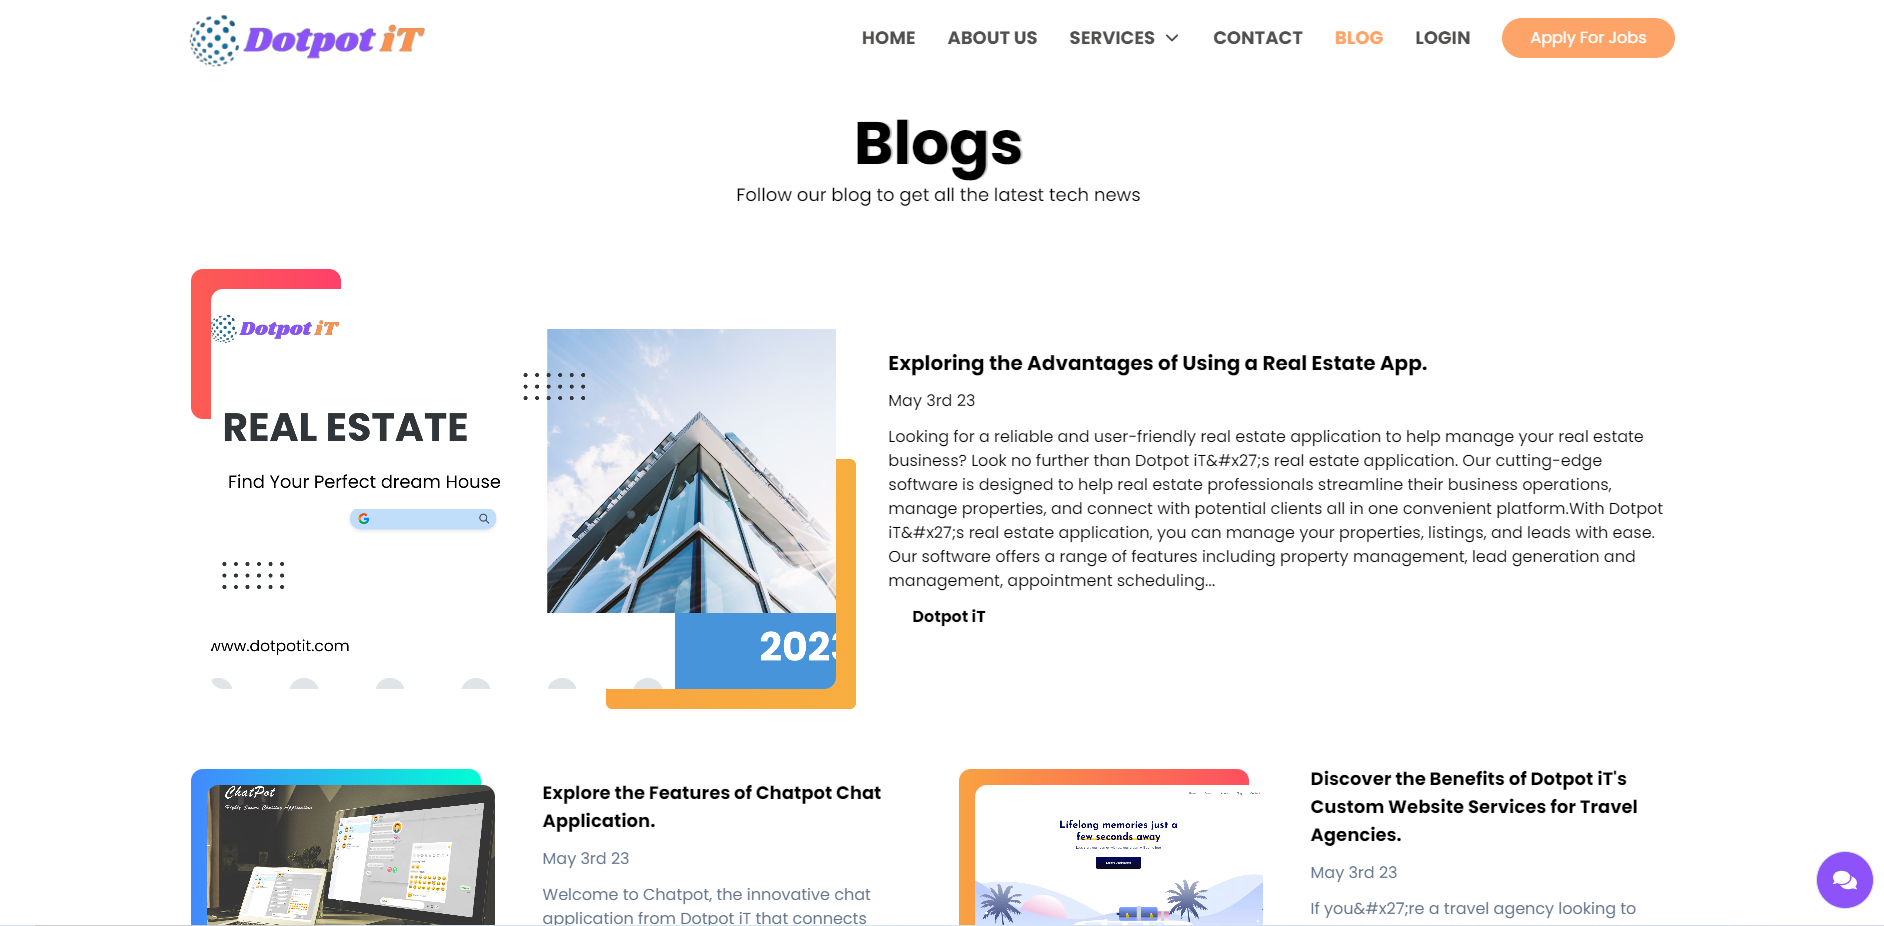 Dotpot iT
HOME
ABOUT US
SERVICES
CONTACT
BLOG
LOGIN
Apply For Jobs
Blogs
Follow our blog to get all the latest tech news
Dotpot iT
REAL ESTATE
Find Your Perfect dream House
www.dotpotit.com
2023
Exploring the Advantages of Using a Real Estate App.
May 3rd 23
Looking for a reliable and user-friendly real estate application to help manage your real estate
business? Look no further than Dotpot iT&#x27;s real estate application. Our cutting-edge
software is designed to help real estate professionals streamline their business operations,
manage properties, and connect with potential clients all in one convenient platform.With Dotpot
iT&#x27;s real estate application, you can manage your properties, listings, and leads with ease.
Our software offers a range of features including property management, lead generation and
management, appointment scheduling...
Dotpot iT
ChatPot
Highly Secure Chatting Application
Explore the Features of Chatpot Chat
Application.
May 3rd 23
Welcome to Chatpot, the innovative chat
application from Dotpot iT that connects
Lifelong memories just a
few seconds away
Discover the Benefits of Dotpot iT's
Custom Website Services for Travel
Agencies.
May 3rd 23
If you&#x27;re a travel agency looking to